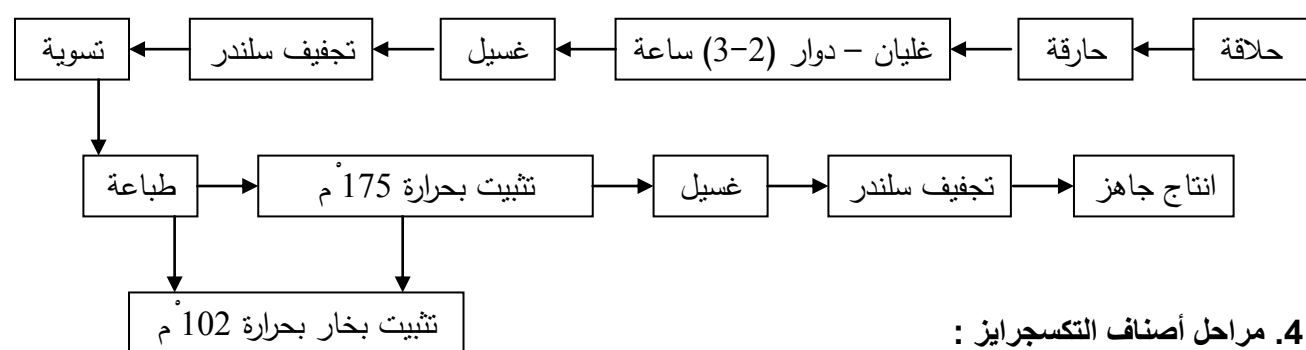 حلاقة
حارقة
غليان – دوار (2-3) ساعة
غسيل
تجفيف سلندر
تسوية
طباعة
تثبيت بحرارة 175 ْ م
غسيل
تجفيف سلندر
انتاج جاهز
تثبيت بخار بحرارة 102 ْ م
4. مراحل أصناف التكسجرايز :